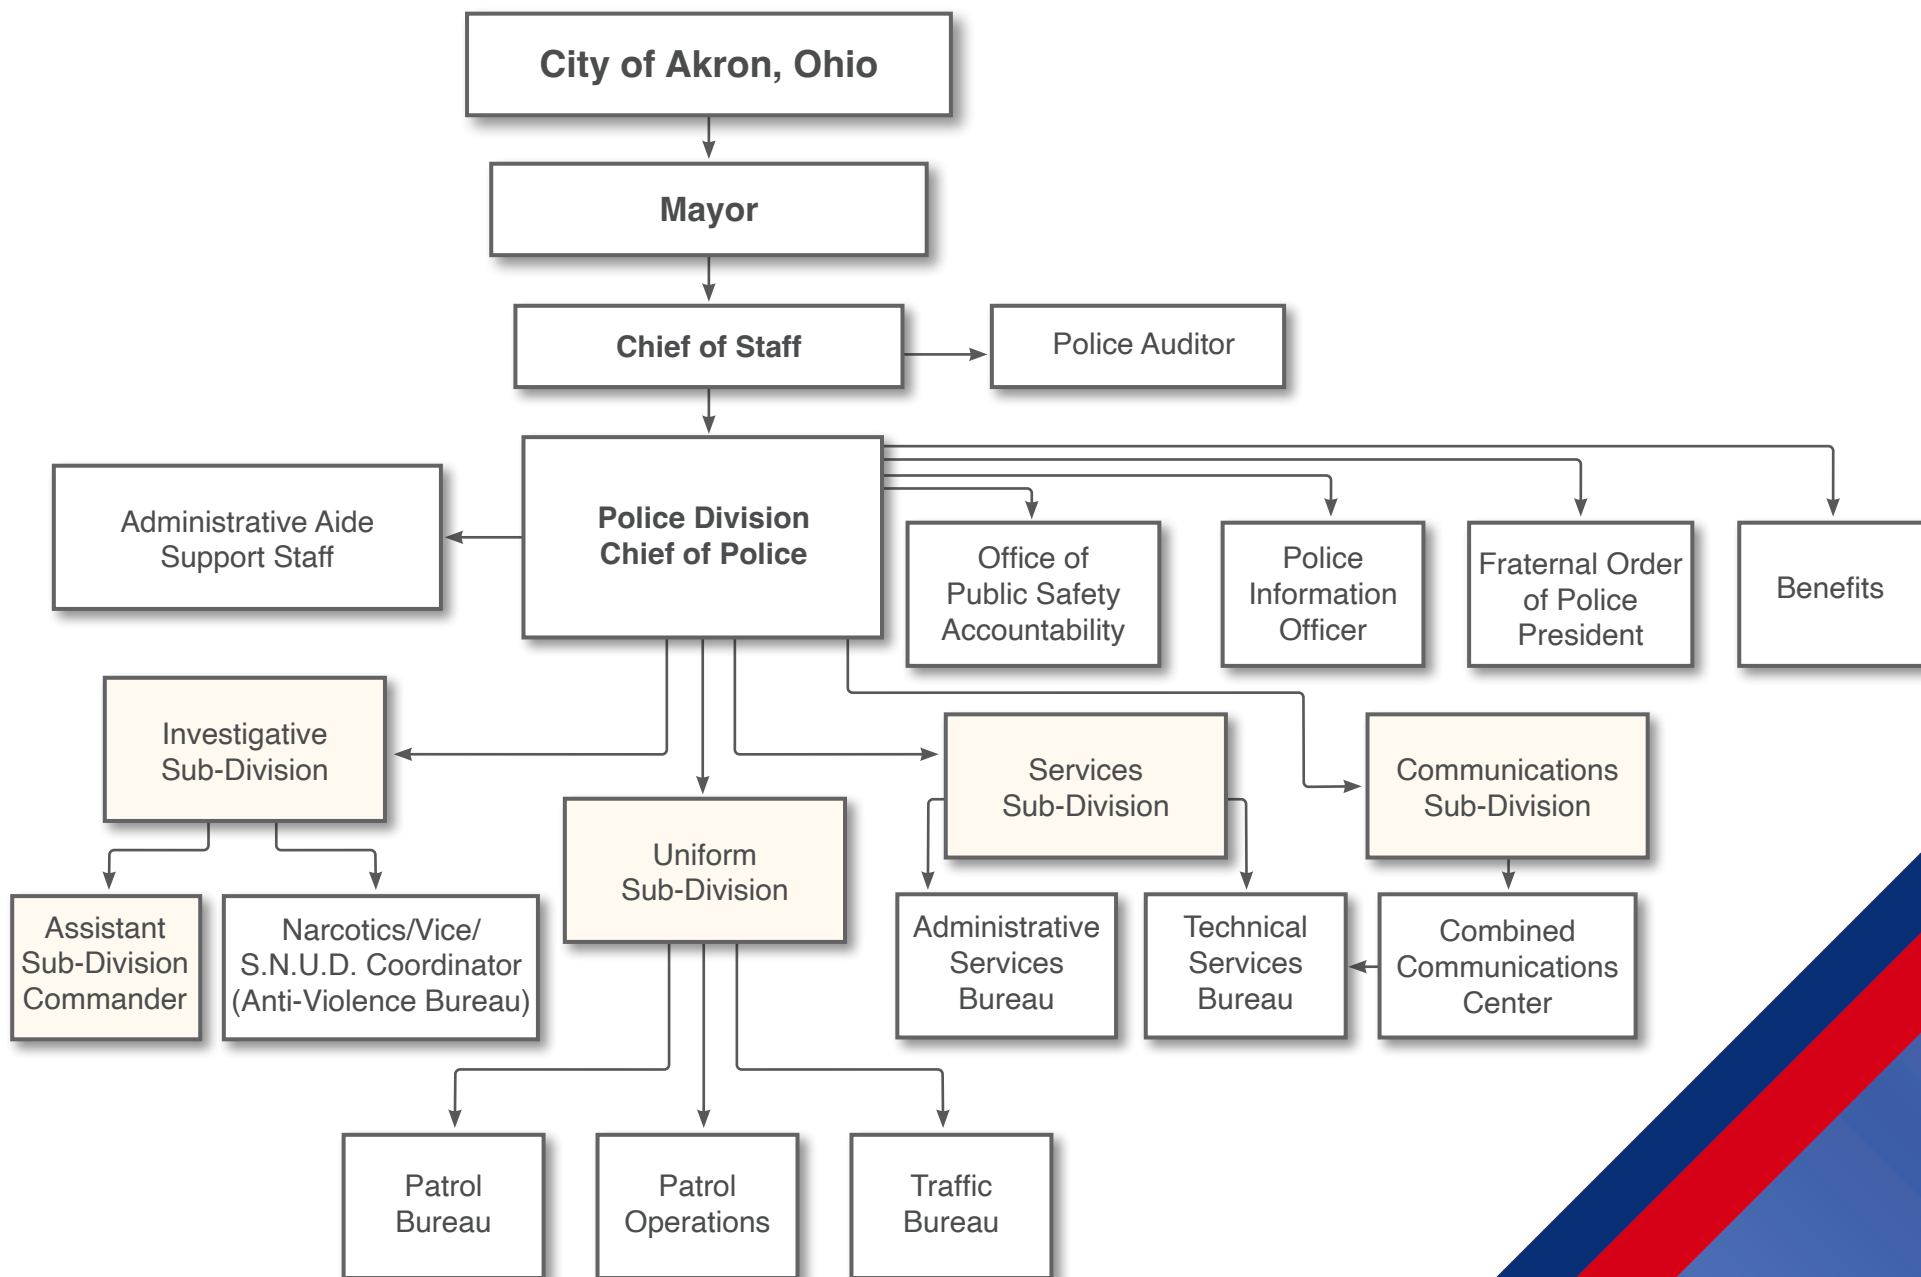 City of Akron, Ohio
Mayor
Chief of Staff
Police Auditor
Police Division
Chief of Police
Administrative Aide
Support Staff
Office of
Public Safety
Accountability
Police
Information
Officer
Fraternal Order
of Police
President
Benefits
Investigative
Sub-Division
Uniform
Sub-Division
Services
Sub-Division
Communications
Sub-Division
Assistant
Sub-Division
Commander
Narcotics/Vice/
S.N.U.D. Coordinator
(Anti-Violence Bureau)
Administrative
Services
Bureau
Technical
Services
Bureau
Combined
Communications
Center
Patrol
Bureau
Patrol
Operations
Traffic
Bureau